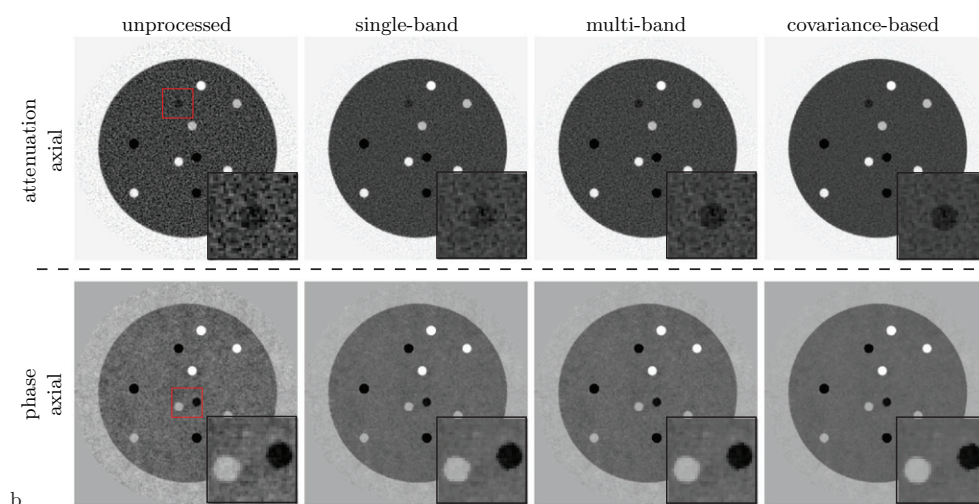 unprocessed single-band multi-band covariance-based
attenuation
axial
phase
axial
b